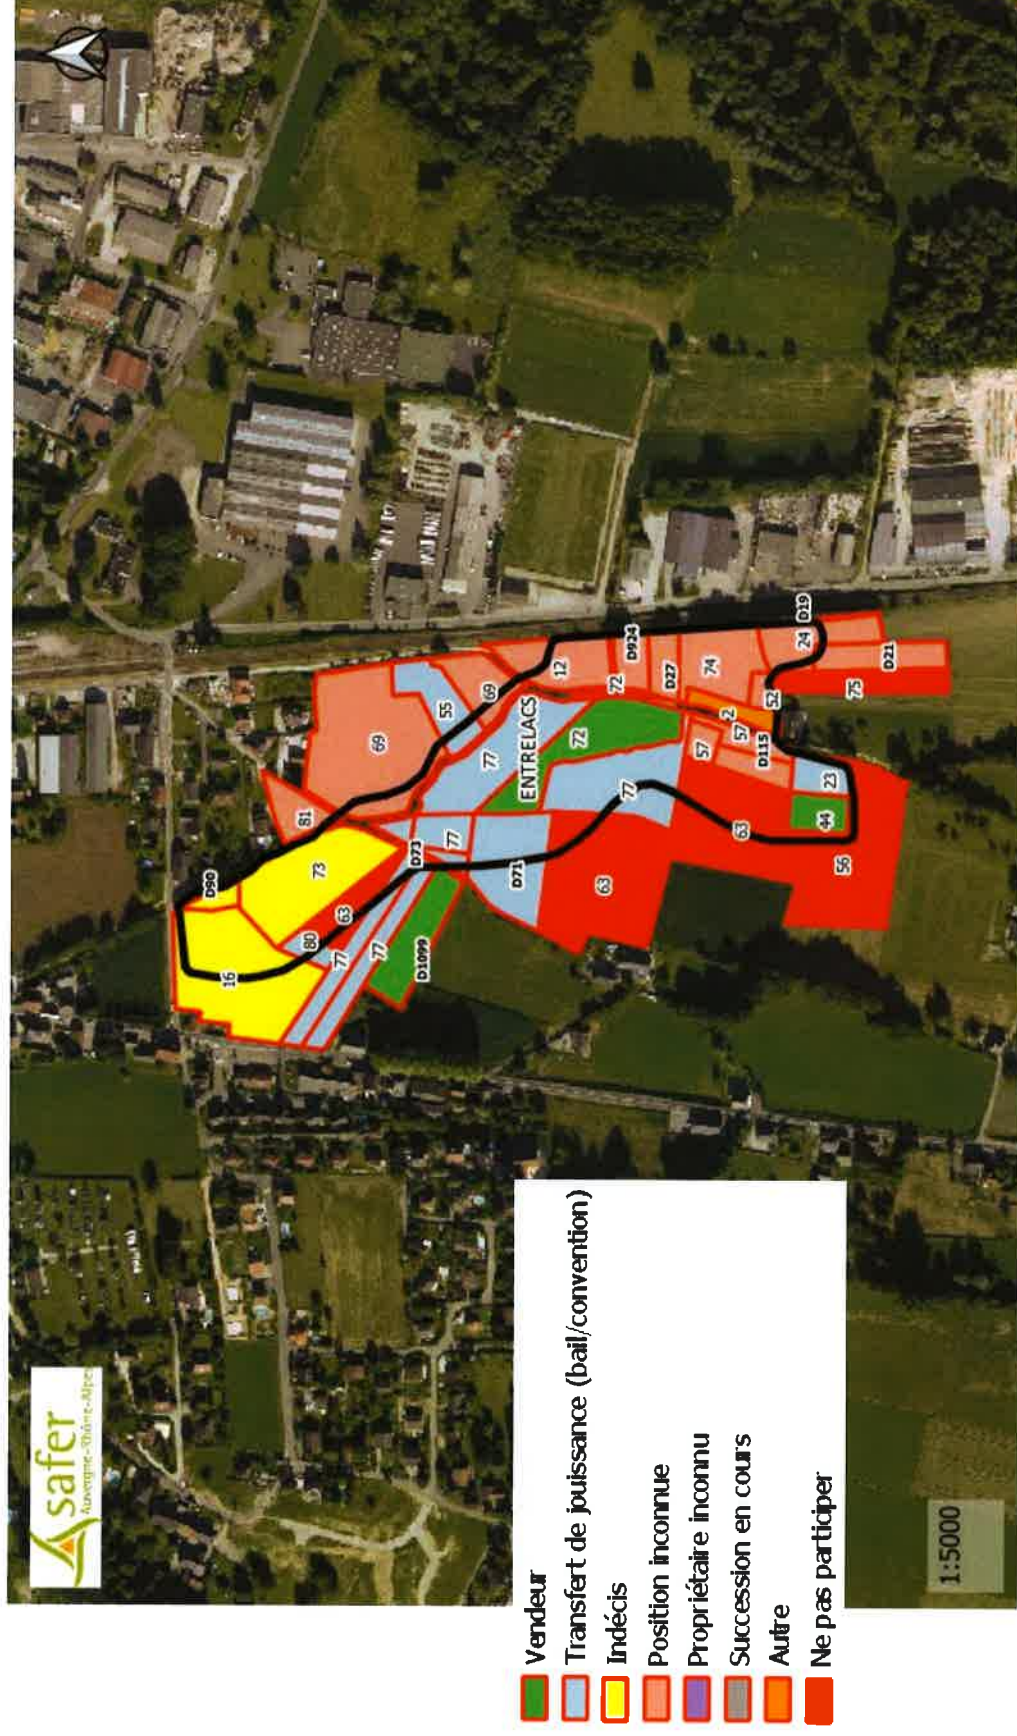 safer
Auvergne-Rhône-Alpes
Vendeur
Transfert de jouissance (bail/convention)
Indécis
Position inconnue
Propriétaire inconnu
Succession en cours
Autre
Ne pas participer
1:5000
D90
16
73
81
69
80
63
77
77
D1099
D73
77
D71
55
69
77
ENTRELACS
72
77
12
D924
72
D27
74
2
57
57
D115
52
24
D19
D21
75
23
44
63
63
56